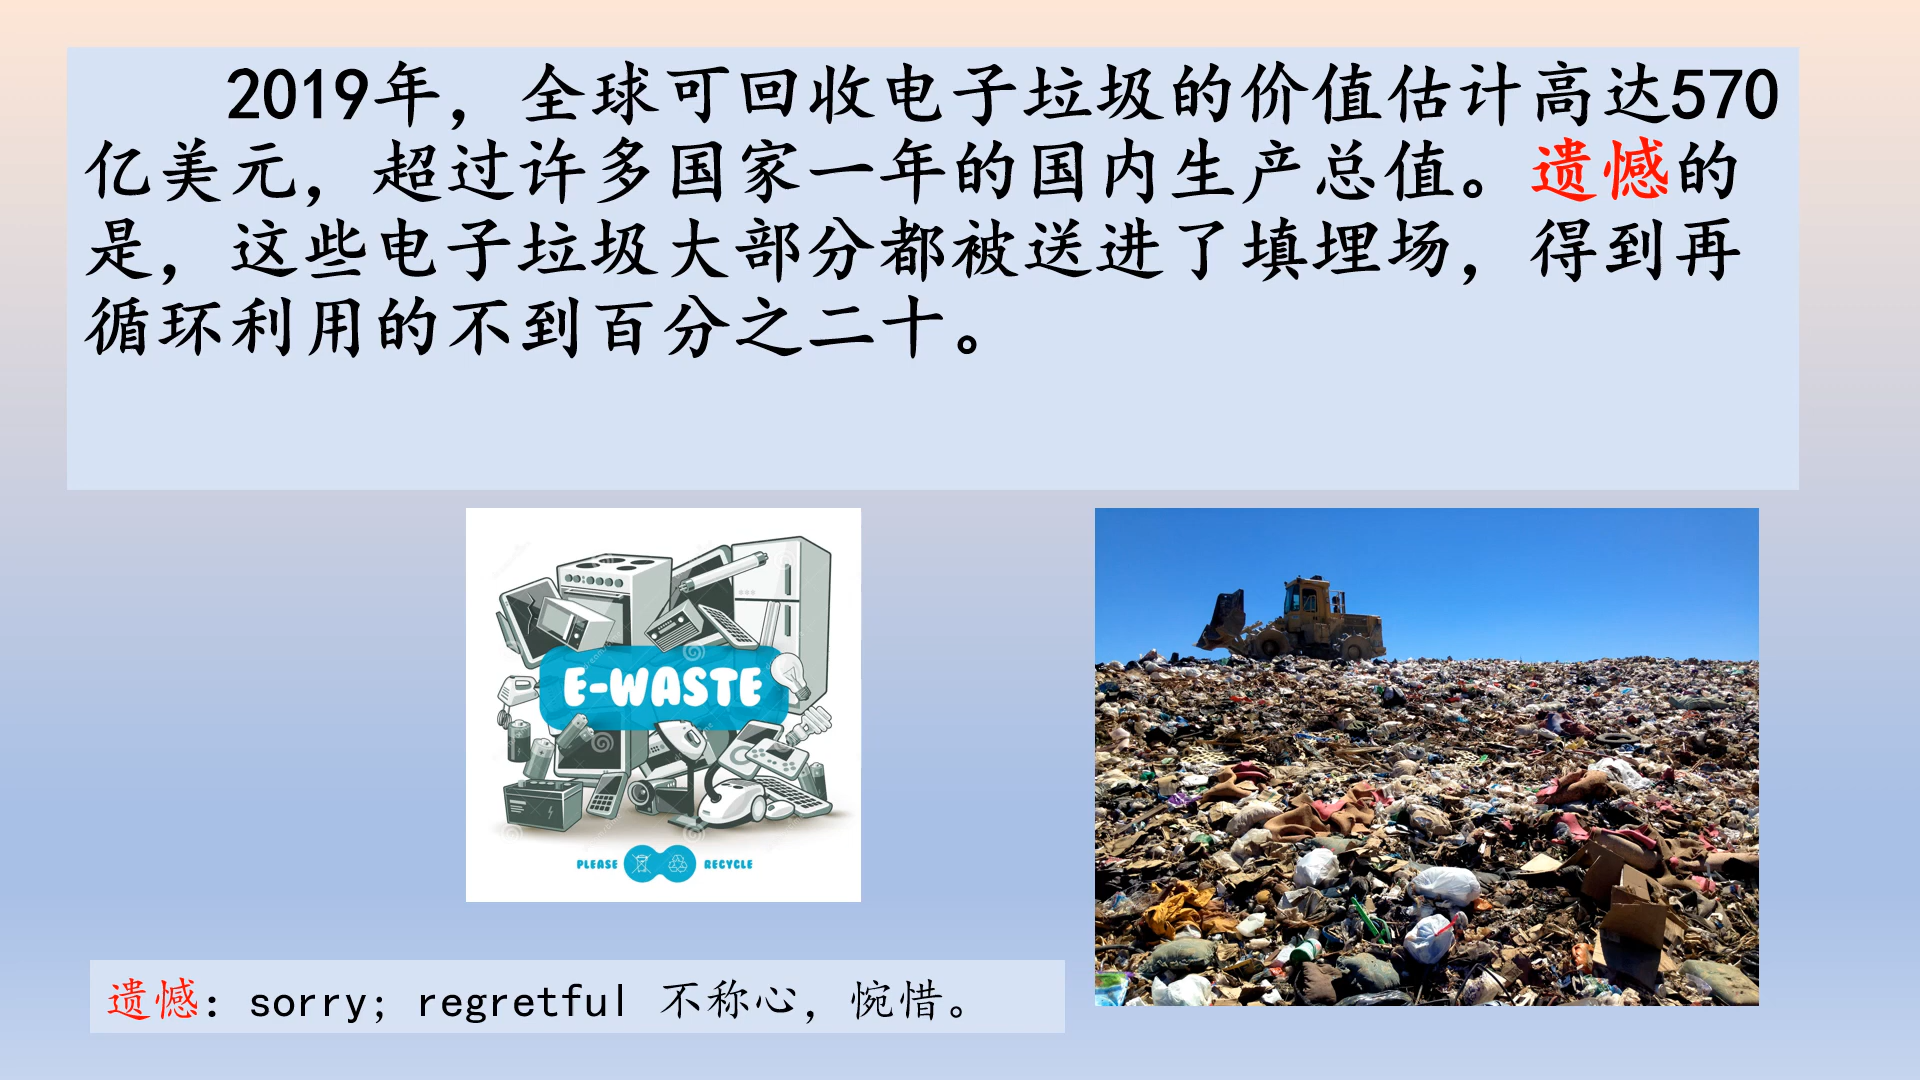 2019年，全球可回收电子垃圾的价值估计高达570
亿美元，超过许多国家一年的国内生产总值。遗憾的
是，这些电子垃圾大部分都被送进了填埋场，得到再
循环利用的不到百分之二十。
E-WASTE
PLEASE RECYCLE
遗憾：sorry；regretful 不称心，惋惜。